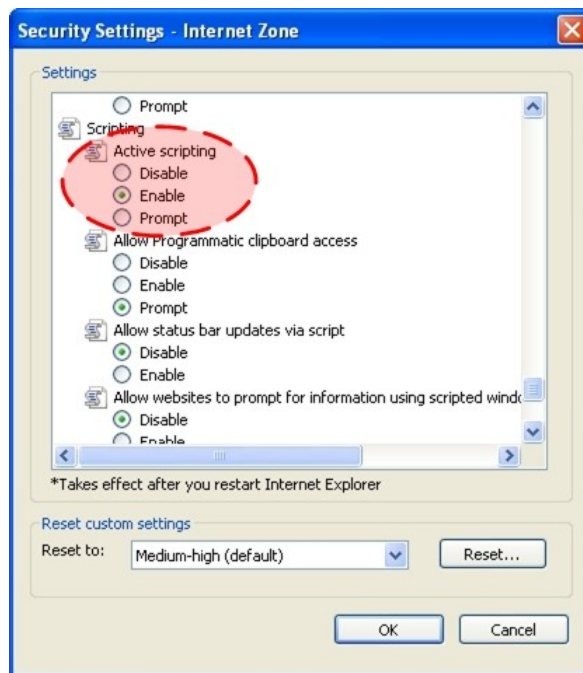 Security Settings - Internet Zone
Settings
Prompt
Scripting
Active scripting
Disable
Enable
Prompt
Allow Programmatic clipboard access
Disable
Enable
Prompt
Allow status bar updates via script
Disable
Enable
Allow websites to prompt for information using scripted
Disable
Enable
*Takes effect after you restart Internet Explorer
Reset custom settings
Reset to: Medium-high (default) Reset...
OK Cancel